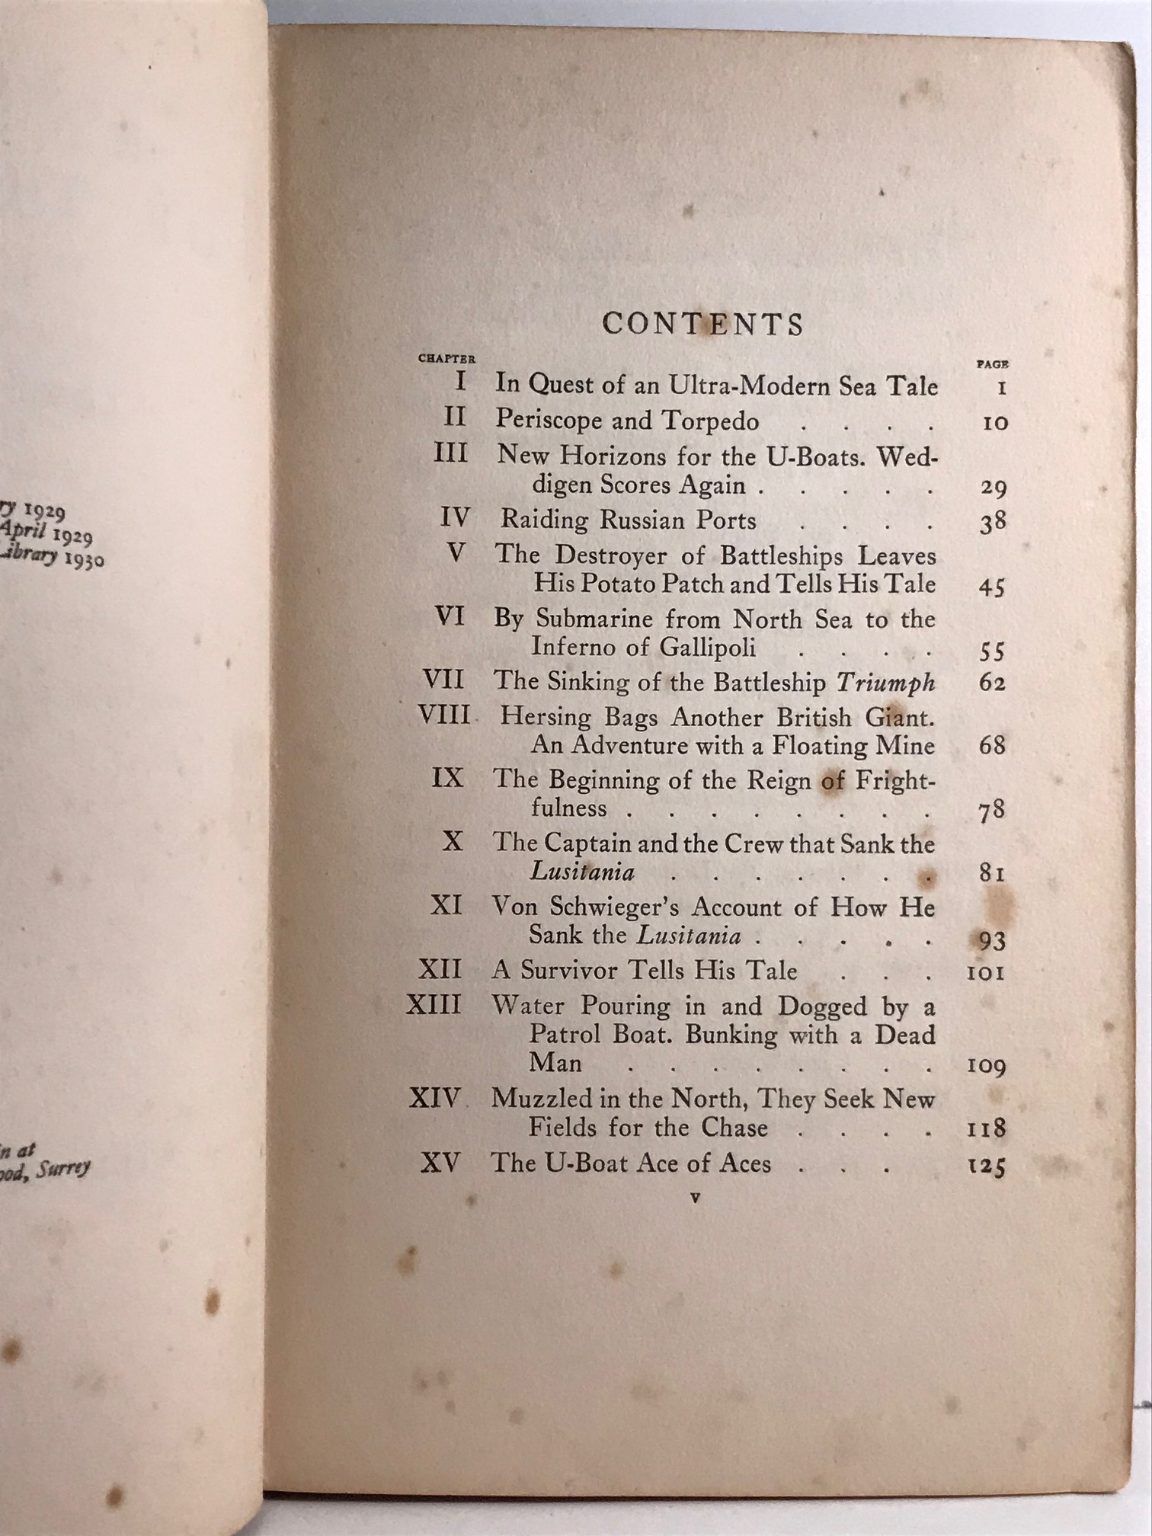 1929
April 1929
Library 1930
at
Surrey
CONTENTS
CHAPTER PAGE
I In Quest of an Ultra-Modern Sea Tale 1
II Periscope and Torpedo . . . . 10
III New Horizons for the U-Boats. Wed-
digen Scores Again . . . . . 29
IV Raiding Russian Ports . . . . 38
V The Destroyer of Battleships Leaves
His Potato Patch and Tells His Tale 45
VI By Submarine from North Sea to the
Inferno of Gallipoli . . . . 55
VII The Sinking of the Battleship Triumph 62
VIII Hersing Bags Another British Giant.
An Adventure with a Floating Mine 68
IX The Beginning of the Reign of Fright-
fulness . . . . . . . . 78
X The Captain and the Crew that Sank the
Lusitania . . . . . . . 81
XI Von Schwieger's Account of How He
Sank the Lusitania . . . . . 93
XII A Survivor Tells His Tale . . . 101
XIII Water Pouring in and Dogged by a
Patrol Boat. Bunking with a Dead
Man . . . . . . . . 109
XIV Muzzled in the North, They Seek New
Fields for the Chase . . . . 118
XV The U-Boat Ace of Aces . . . 125
v